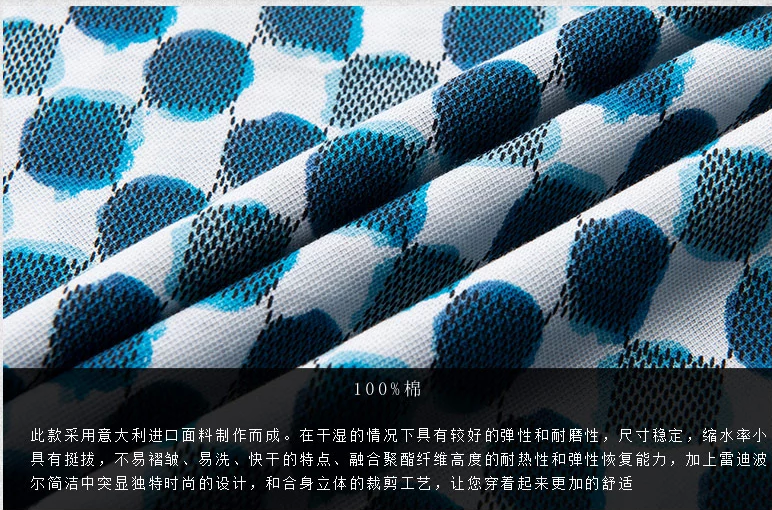 100%棉
此款采用意大利进口面料制作而成。在干湿的情况下具有较好的弹性和耐磨性，尺寸稳定，缩水率小
具有挺拔，不易褶皱、易洗、快干的特点、融合聚酯纤维高度的耐热性和弹性恢复能力，加上雷迪波
尔简洁中突显独特时尚的设计，和合身立体的裁剪工艺，让您穿着起来更加的舒适